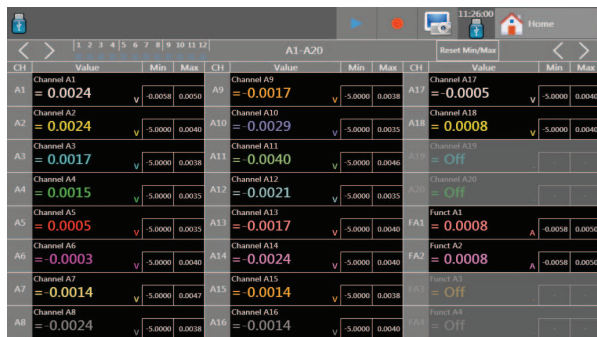 11:26:00
Home
1 2 3 4 5 6 7 8 9 10 11 12
A1-A20
Reset Min/Max
CH Value Min Max CH Value Min Max CH Value Min Max
Channel A1 Channel A9 Channel A17
A1 = 0.0024 V -0.0058 0.0050 A9 =-0.0017 V -5.0000 0.0038 A17 =-0.0005 V -5.0000 0.0040
Channel A2 Channel A10 Channel A18
A2 = 0.0024 V -5.0000 0.0040 A10 =-0.0029 V -5.0000 0.0035 A18 = 0.0008 V -5.0000 0.0040
Channel A3 Channel A11 Channel A19
A3 = 0.0017 V -5.0000 0.0038 A11 =-0.0040 V -5.0000 0.0046 A19 = Off - -
Channel A4 Channel A12 Channel A20
A4 = 0.0015 V -5.0000 0.0035 A12 =-0.0021 V -5.0000 0.0035 A20 = Off - -
Channel A5 Channel A13 Funct A1
A5 = 0.0005 V -5.0000 0.0035 A13 =-0.0017 V -5.0000 0.0040 FA1 = 0.0008 A -0.0058 0.0050
Channel A6 Channel A14 Funct A2
A6 =-0.0003 V -5.0000 0.0040 A14 =-0.0024 V -5.0000 0.0040 FA2 = 0.0008 A -0.0058 0.0050
Channel A7 Channel A15 Funct A3
A7 =-0.0014 V -5.0000 0.0047 A15 =-0.0014 V -5.0000 0.0038 FA3 = Off - -
Channel A8 Channel A16 Funct A4
A8 =-0.0024 V -5.0000 0.0038 A16 =-0.0014 V -5.0000 0.0040 FA4 = Off - -